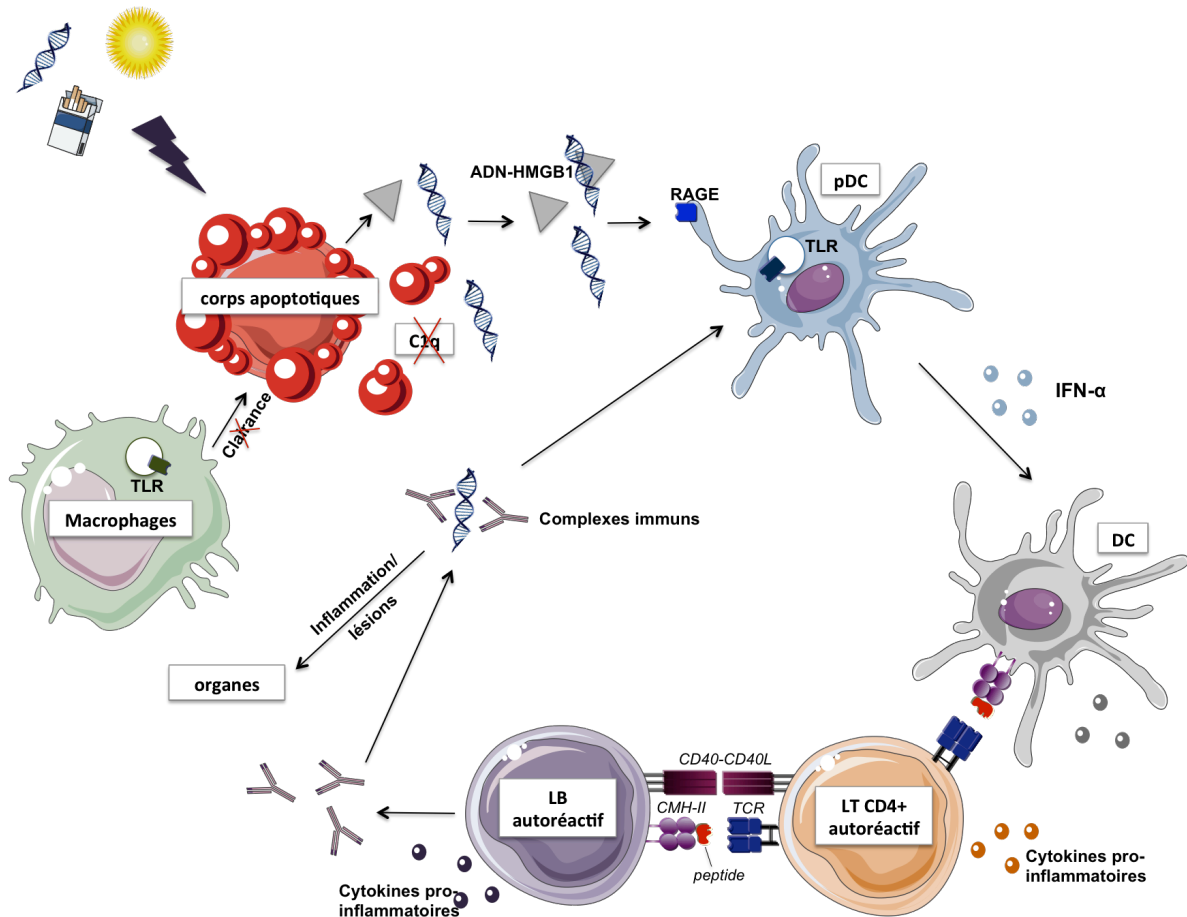 ADN-HMGB1
RAGE
pDC
TLR
corps apoptotiques
C1q
IFN-α
Clairance
TLR
Macrophages
Complexes immuns
DC
Inflammation/
lésions
organes
CD40-CD40L
LB
autoréactif
CMH-II
TCR
LT CD4+
autoréactif
peptide
Cytokines pro-
inflammatoires
Cytokines pro-
inflammatoires